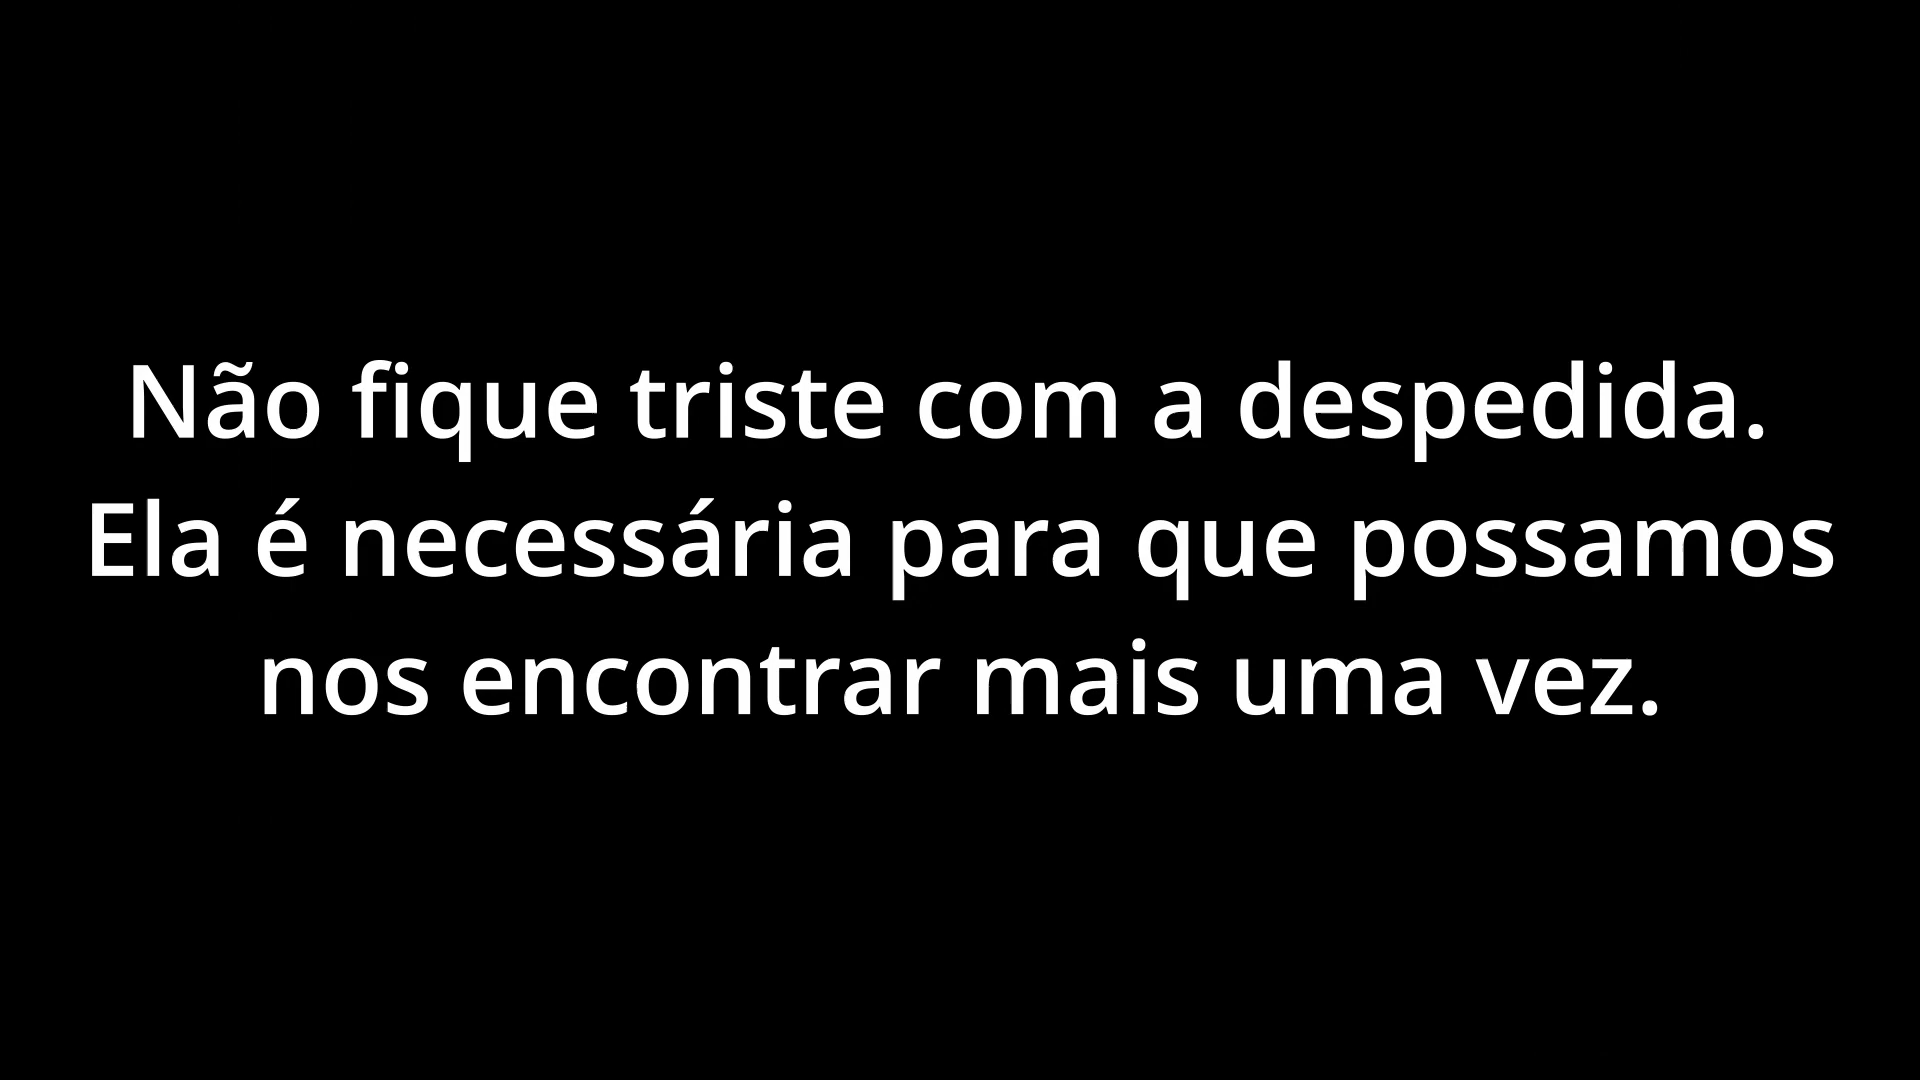 Não fique triste com a despedida.
Ela é necessária para que possamos
nos encontrar mais uma vez.